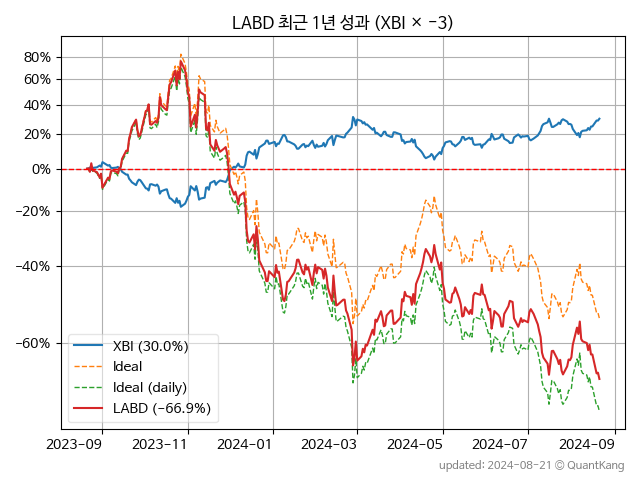 LABD 최근 1년 성과 (XBI × −3)
80%
60%
40%
20%
0%
−20%
−40%
−60%
XBI (30.0%)
Ideal
Ideal (daily)
LABD (−66.9%)
2023−09
2023−11
2024−01
2024−03
2024−05
2024−07
2024−09
updated: 2024−08−21 © QuantKang